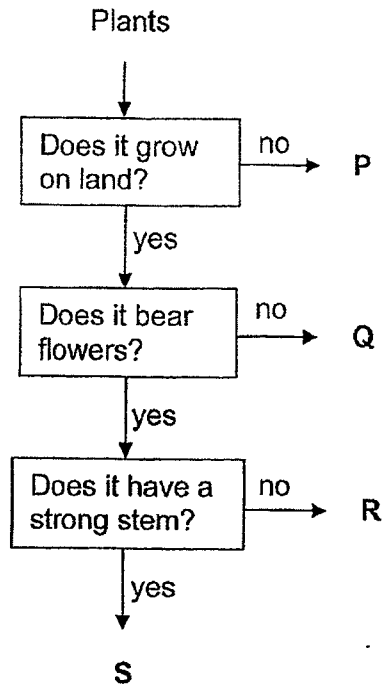 Plants
Does it grow
on land?
no
P
yes
Does it bear
flowers?
no
Q
yes
Does it have a
strong stem?
no
R
yes
S